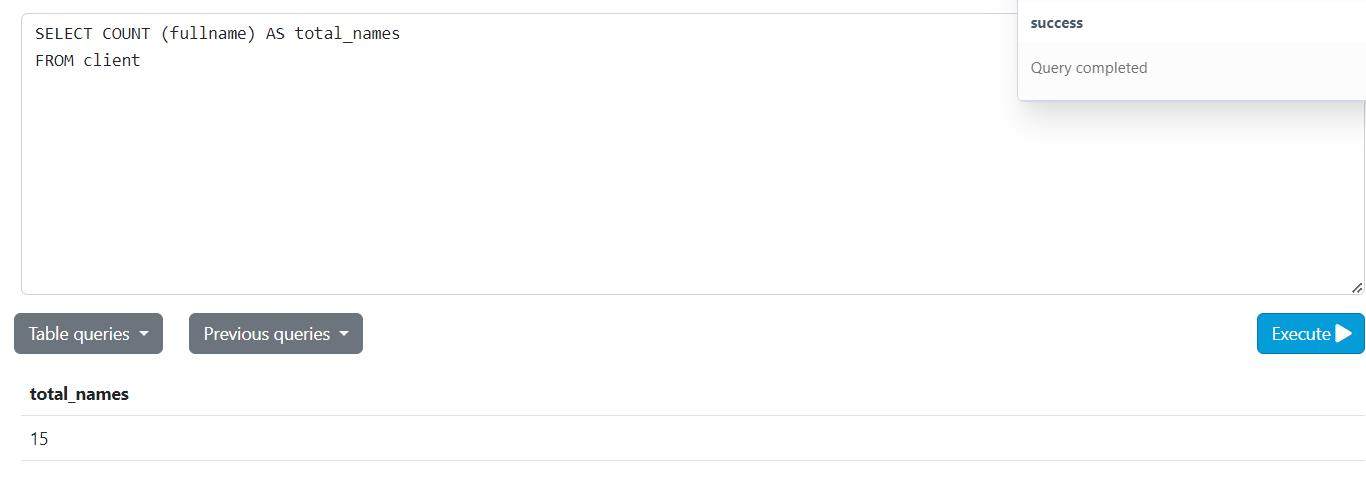 SELECT COUNT (fullname) AS total_names
FROM client
success
Query completed
Table queries
Previous queries
Execute
total_names
15